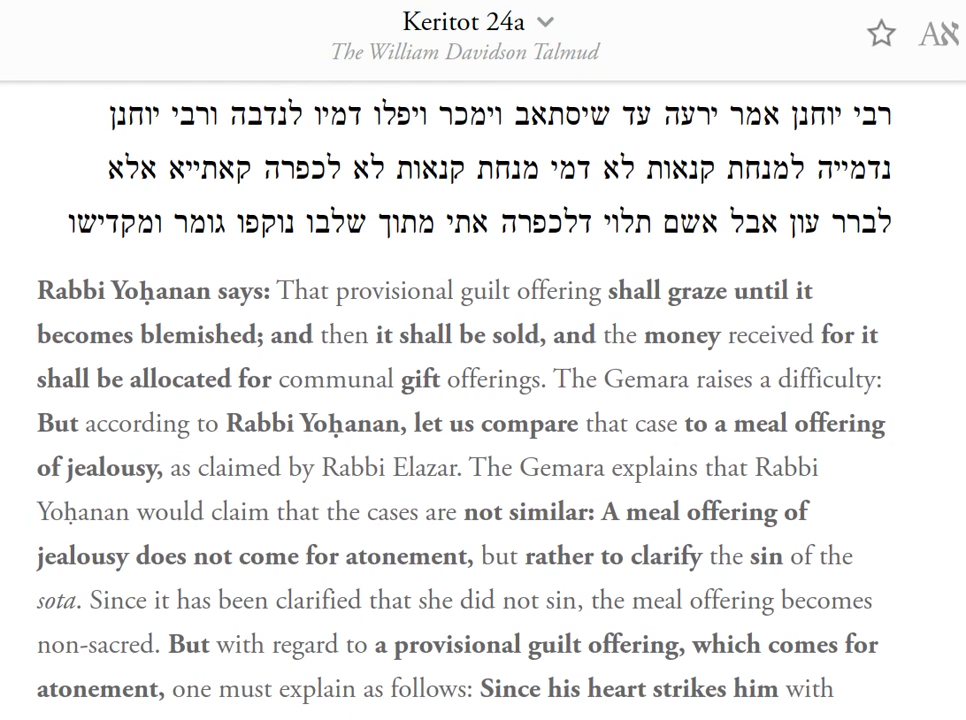 Keritot 24a
The William Davidson Talmud
Aא
רבי יוחנן אמר ירעה עד שיסתאב וימכר ויפלו דמיו לנדבה ורבי יוחנן
נדמייה למנחת קנאות לא דמי מנחת קנאות לא לכפרה קאתייא אלא
לברר עון אבל אשם תלוי דלכפרה אתי מתוך שלבו נוקפו גומר ומקדישו
Rabbi Yoḥanan says: That provisional guilt offering shall graze until it
becomes blemished; and then it shall be sold, and the money received for it
shall be allocated for communal gift offerings. The Gemara raises a difficulty:
But according to Rabbi Yoḥanan, let us compare that case to a meal offering
of jealousy, as claimed by Rabbi Elazar. The Gemara explains that Rabbi
Yoḥanan would claim that the cases are not similar: A meal offering of
jealousy does not come for atonement, but rather to clarify the sin of the
sota. Since it has been clarified that she did not sin, the meal offering becomes
non-sacred. But with regard to a provisional guilt offering, which comes for
atonement, one must explain as follows: Since his heart strikes him with